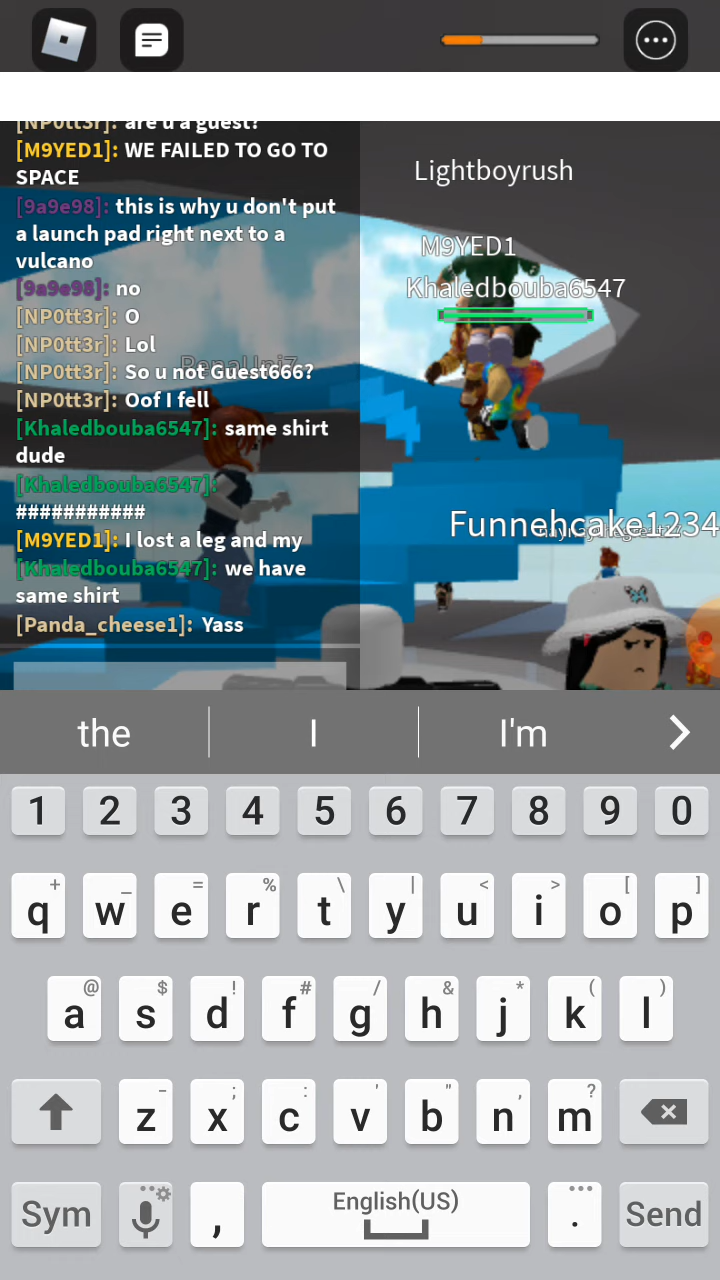 [NP0tt3r]: are u a guest?
[M9YED1]: WE FAILED TO GO TO
SPACE
[9a9e98]: this is why u don't put
a launch pad right next to a
vulcano
[9a9e98]: no
[NP0tt3r]: O
[NP0tt3r]: Lol
[NP0tt3r]: So u not Guest666?
[NP0tt3r]: Oof I fell
[Khaledbouba6547]: same shirt
dude
[Khaledbouba6547]:
###########
[M9YED1]: I lost a leg and my
[Khaledbouba6547]: we have
same shirt
[Panda_cheese1]: Yass
Lightboyrush
M9YED1
Khaledbouba6547
Funnehcake1234
the I I'm
1 2 3 4 5 6 7 8 9 0
+ _ = % \ | < > [ ]
q w e r t y u i o p
@ $ ! # / & * ( )
a s d f g h j k l
- ; : ' " , ?
z x c v b n m
Sym , English(US) . Send